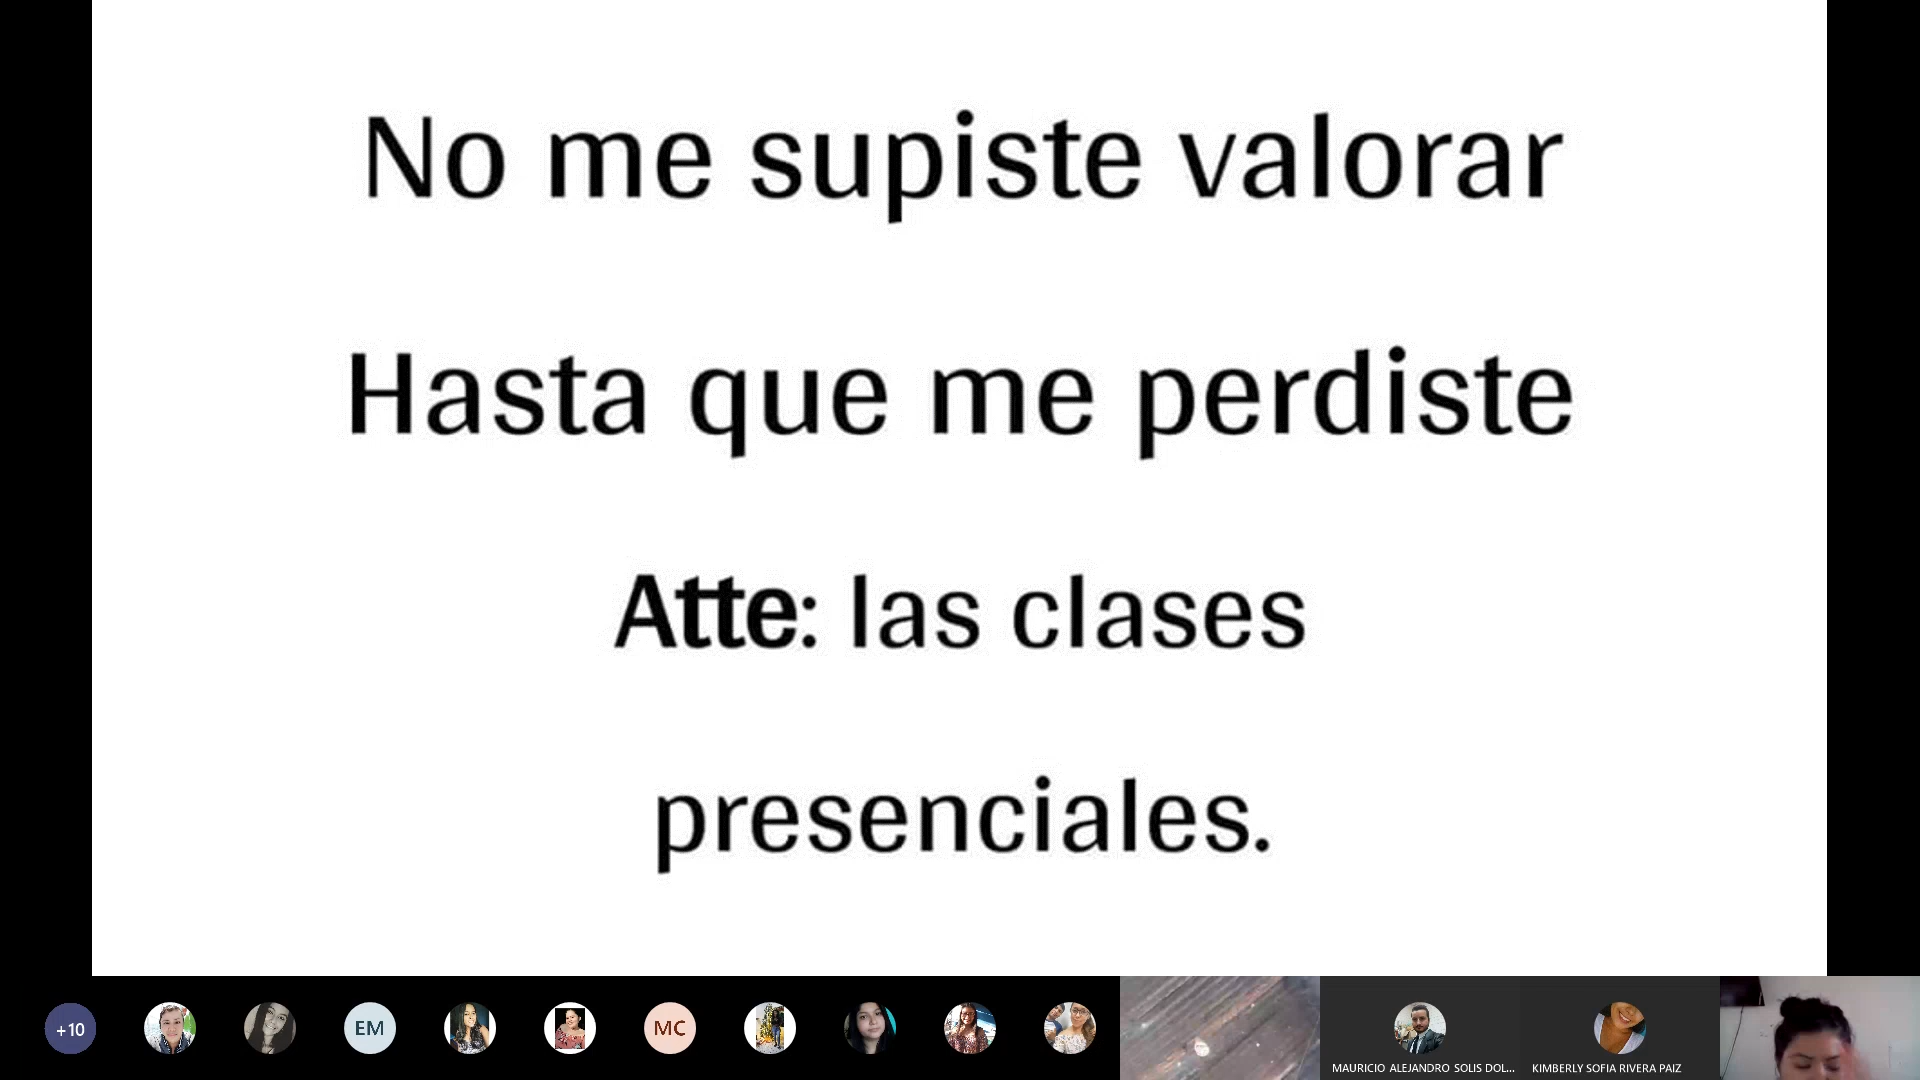 No me supiste valorar
Hasta que me perdiste
Atte: las clases
presenciales.
+10
EM
MC
MAURICIO ALEJANDRO SOLIS DOL...
KIMBERLY SOFIA RIVERA PAIZ